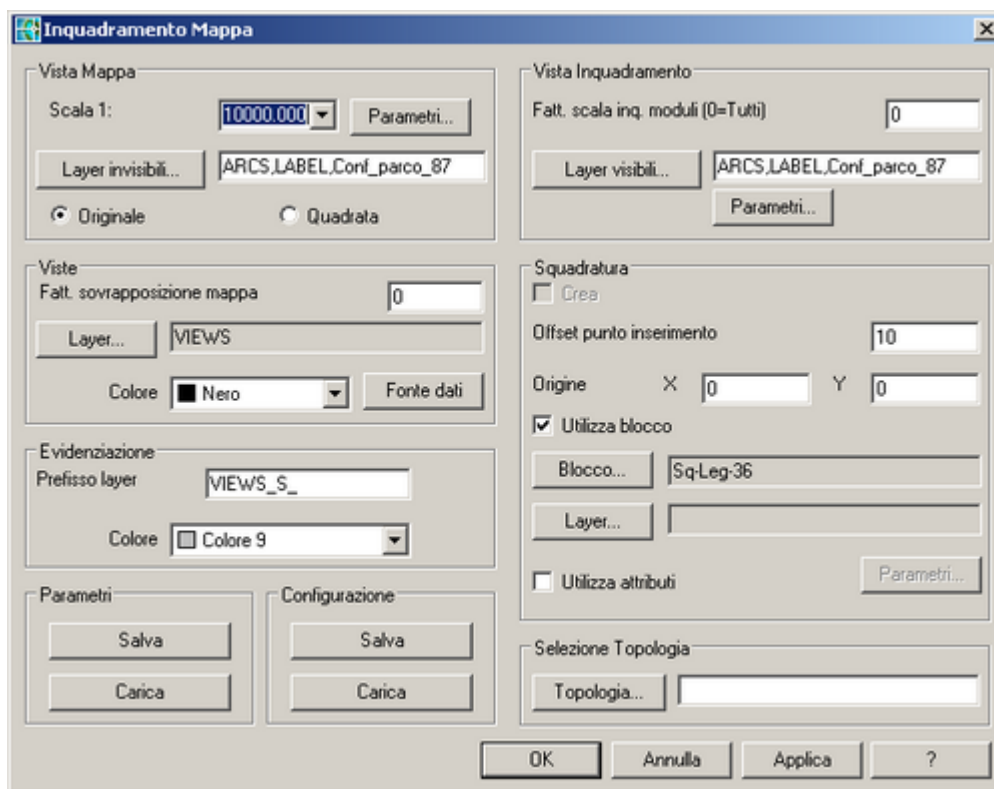 Inquadramento Mappa
Vista Mappa
Scala 1:
10000.000
Parametri...
Layer invisibili...
ARCS,LABEL,Conf_parco_87
Originale
Quadrata
Viste
Fatt. sovrapposizione mappa
0
Layer...
VIEWS
Colore
Nero
Fonte dati
Evidenziazione
Prefisso layer
VIEWS_S_
Colore
Colore 9
Parametri
Salva
Carica
Configurazione
Salva
Carica
Vista Inquadramento
Fatt. scala inq. moduli (0=Tutti)
0
Layer visibili...
ARCS,LABEL,Conf_parco_87
Parametri...
Squadratura
Crea
Offset punto inserimento
10
Origine
X
0
Y
0
Utilizza blocco
Blocco...
Sq-Leg-36
Layer...
Utilizza attributi
Parametri...
Selezione Topologia
Topologia...
OK
Annulla
Applica
?